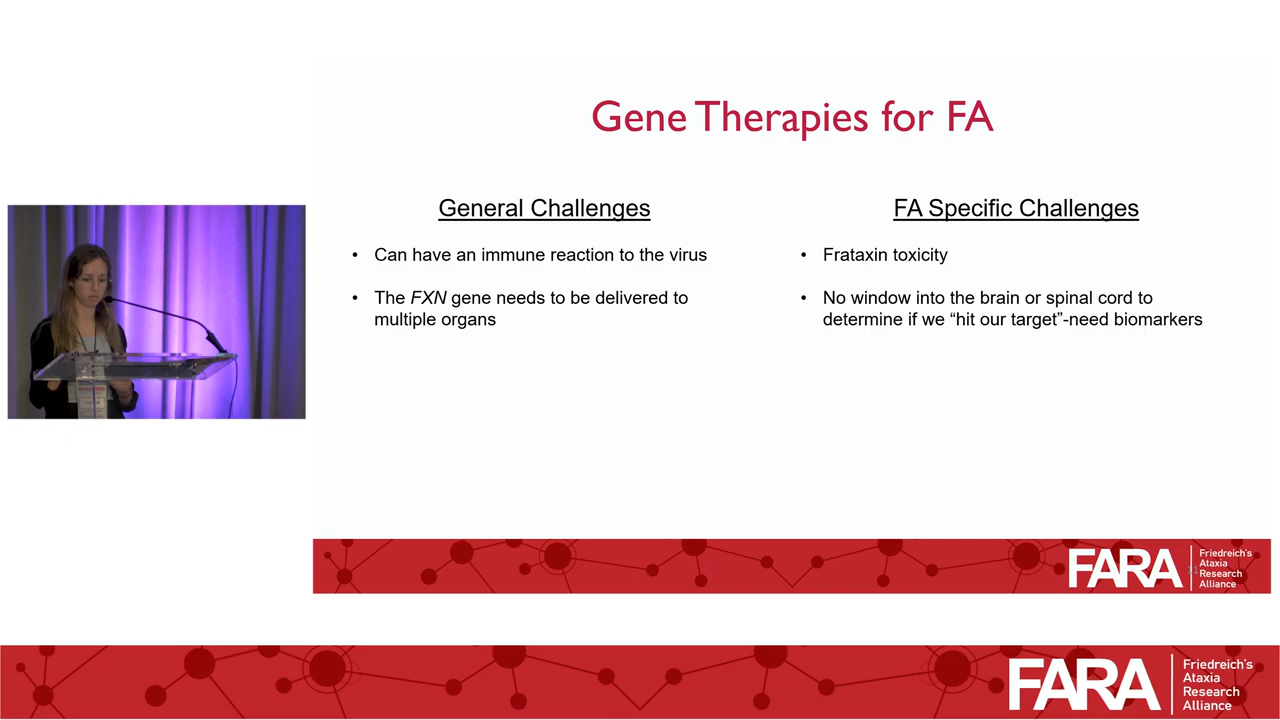 Gene Therapies for FA
General Challenges
• Can have an immune reaction to the virus
• The FXN gene needs to be delivered to
multiple organs
FA Specific Challenges
• Frataxin toxicity
• No window into the brain or spinal cord to
determine if we “hit our target”-need biomarkers
FARA
Friedreich's
Ataxia
Research
Alliance
FARA
Friedreich's
Ataxia
Research
Alliance